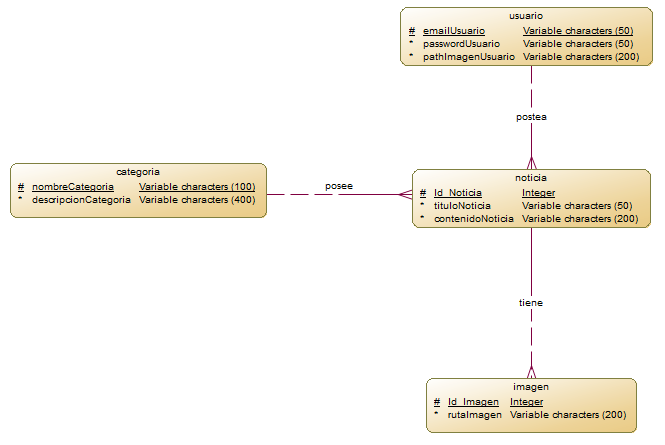 usuario
# emailUsuario Variable characters (50)
* passwordUsuario Variable characters (50)
* pathImagenUsuario Variable characters (200)
postea
categoria
# nombreCategoria Variable characters (100)
* descripcionCategoria Variable characters (400)
posee
noticia
# Id_Noticia Integer
* tituloNoticia Variable characters (50)
* contenidoNoticia Variable characters (200)
tiene
imagen
# Id_Imagen Integer
* rutaImagen Variable characters (200)